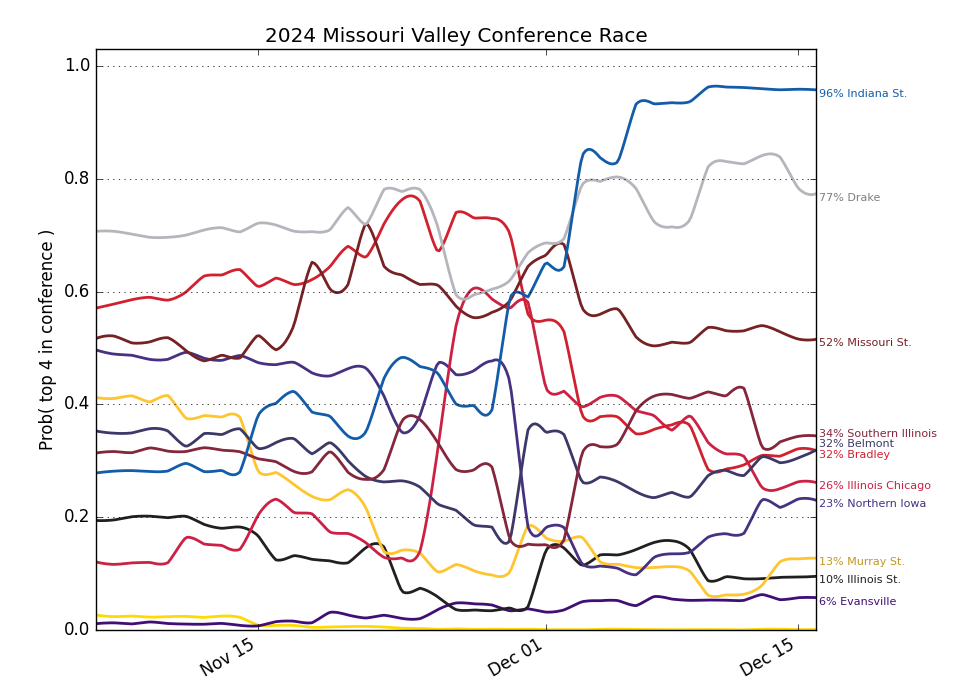 2024 Missouri Valley Conference Race
Prob( top 4 in conference )
1.0
0.8
0.6
0.4
0.2
0.0
Nov 15
Dec 01
Dec 15
96% Indiana St.
77% Drake
52% Missouri St.
34% Southern Illinois
32% Belmont
32% Bradley
26% Illinois Chicago
23% Northern Iowa
13% Murray St.
10% Illinois St.
6% Evansville